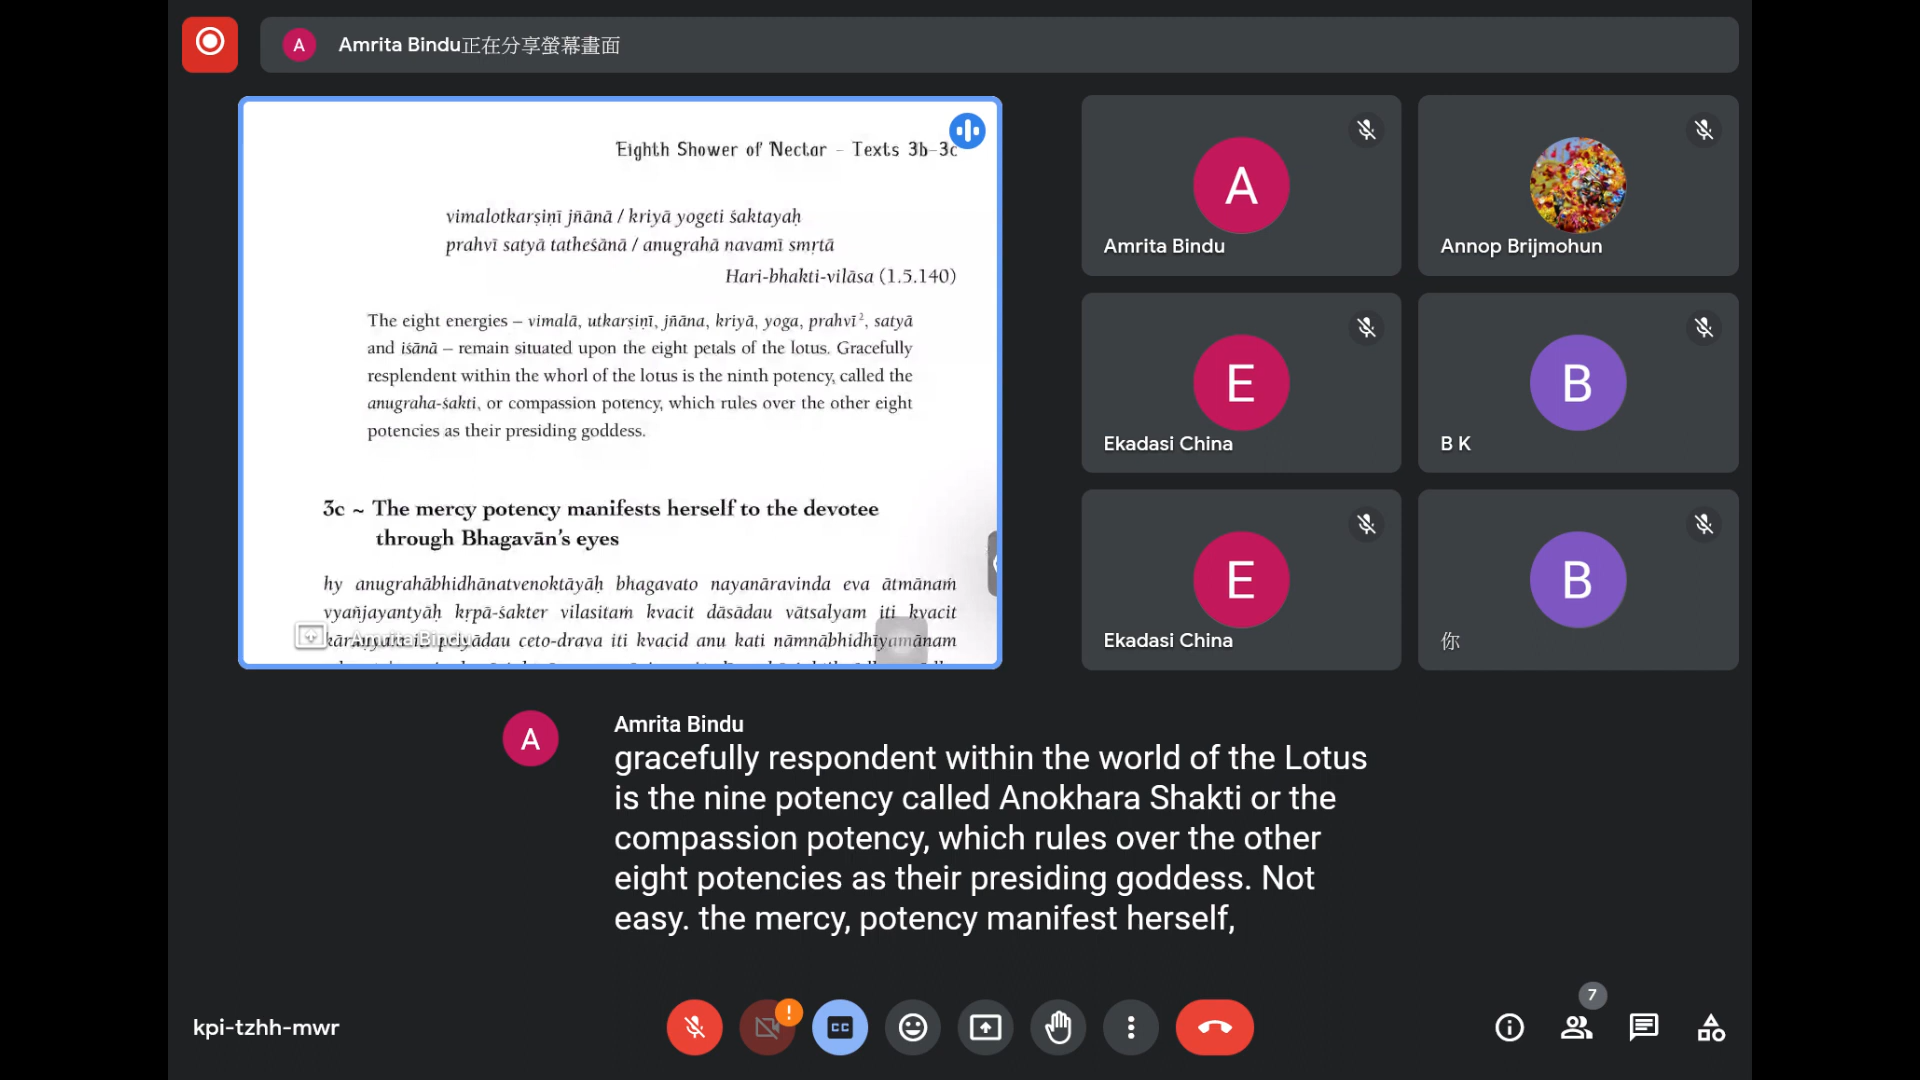 A Amrita Bindu正在分享螢幕畫面
Eighth Shower of Nectar – Texts 3b–3c
vimalotkarṣiṇī jñānā / kriyā yogeti śaktayaḥ
prahvī satyā tatheśānā / anugrahā navamī smṛtā
Hari-bhakti-vilāsa (1.5.140)
The eight energies – vimalā, utkarṣiṇī, jñāna, kriyā, yoga, prahvī², satyā
and iśānā – remain situated upon the eight petals of the lotus. Gracefully
resplendent within the whorl of the lotus is the ninth potency, called the
anugraha-śakti, or compassion potency, which rules over the other eight
potencies as their presiding goddess.
3c ~ The mercy potency manifests herself to the devotee
through Bhagavān's eyes
hy anugrahābhidhānatvenoktāyāḥ bhagavato nayanāravinda eva ātmānaṁ
vyañjayantyāḥ kṛpā-śakter vilasitaṁ kvacit dāsādau vātsalyam iti kvacit
ceto-drava iti kvacid anu kati nāmnābhidhīyamānam
Amrita Bindu
A
Amrita Bindu
Annop Brijmohun
E
Ekadasi China
B
B K
E
Ekadasi China
B
你
A
Amrita Bindu
gracefully respondent within the world of the Lotus
is the nine potency called Anokhara Shakti or the
compassion potency, which rules over the other
eight potencies as their presiding goddess. Not
easy. the mercy, potency manifest herself,
kpi-tzhh-mwr
!
CC
7